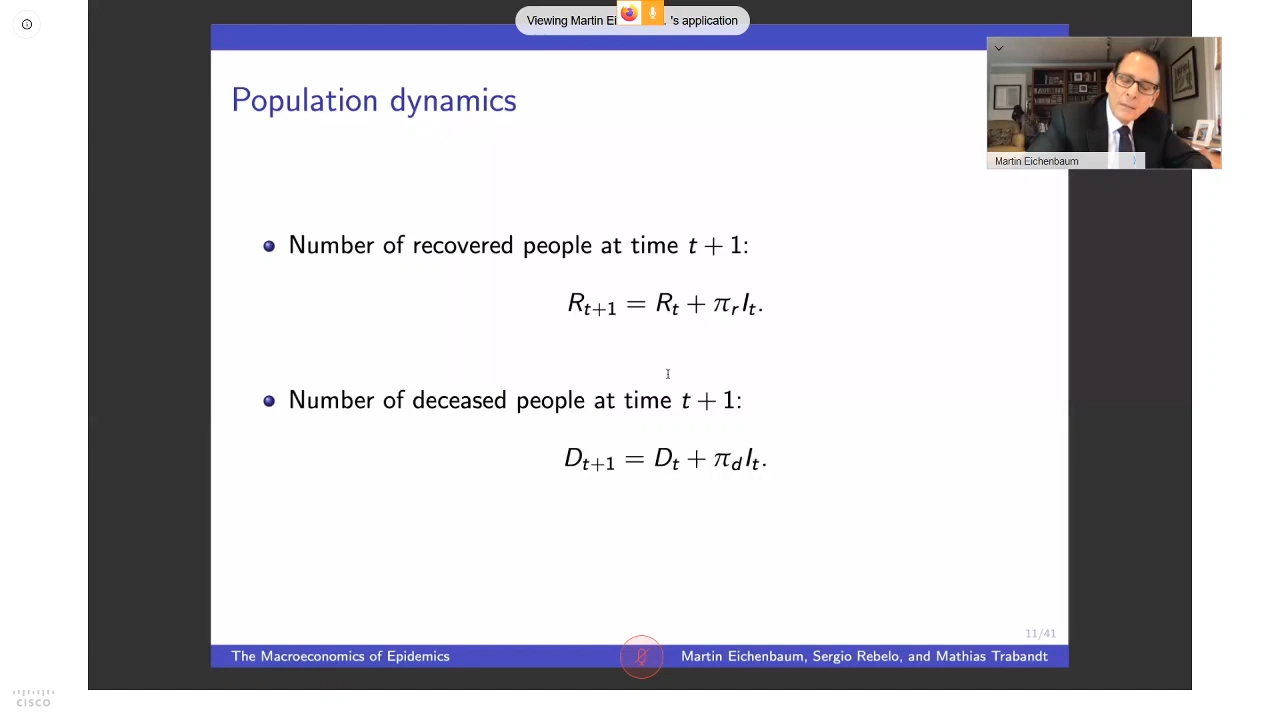 Viewing Martin Ei 's application
Population dynamics
Martin Eichenbaum
Number of recovered people at time t + 1:
R_{t+1} = R_t + π_r I_t.
Number of deceased people at time t + 1:
D_{t+1} = D_t + π_d I_t.
11/41
The Macroeconomics of Epidemics
Martin Eichenbaum, Sergio Rebelo, and Mathias Trabandt
CISCO